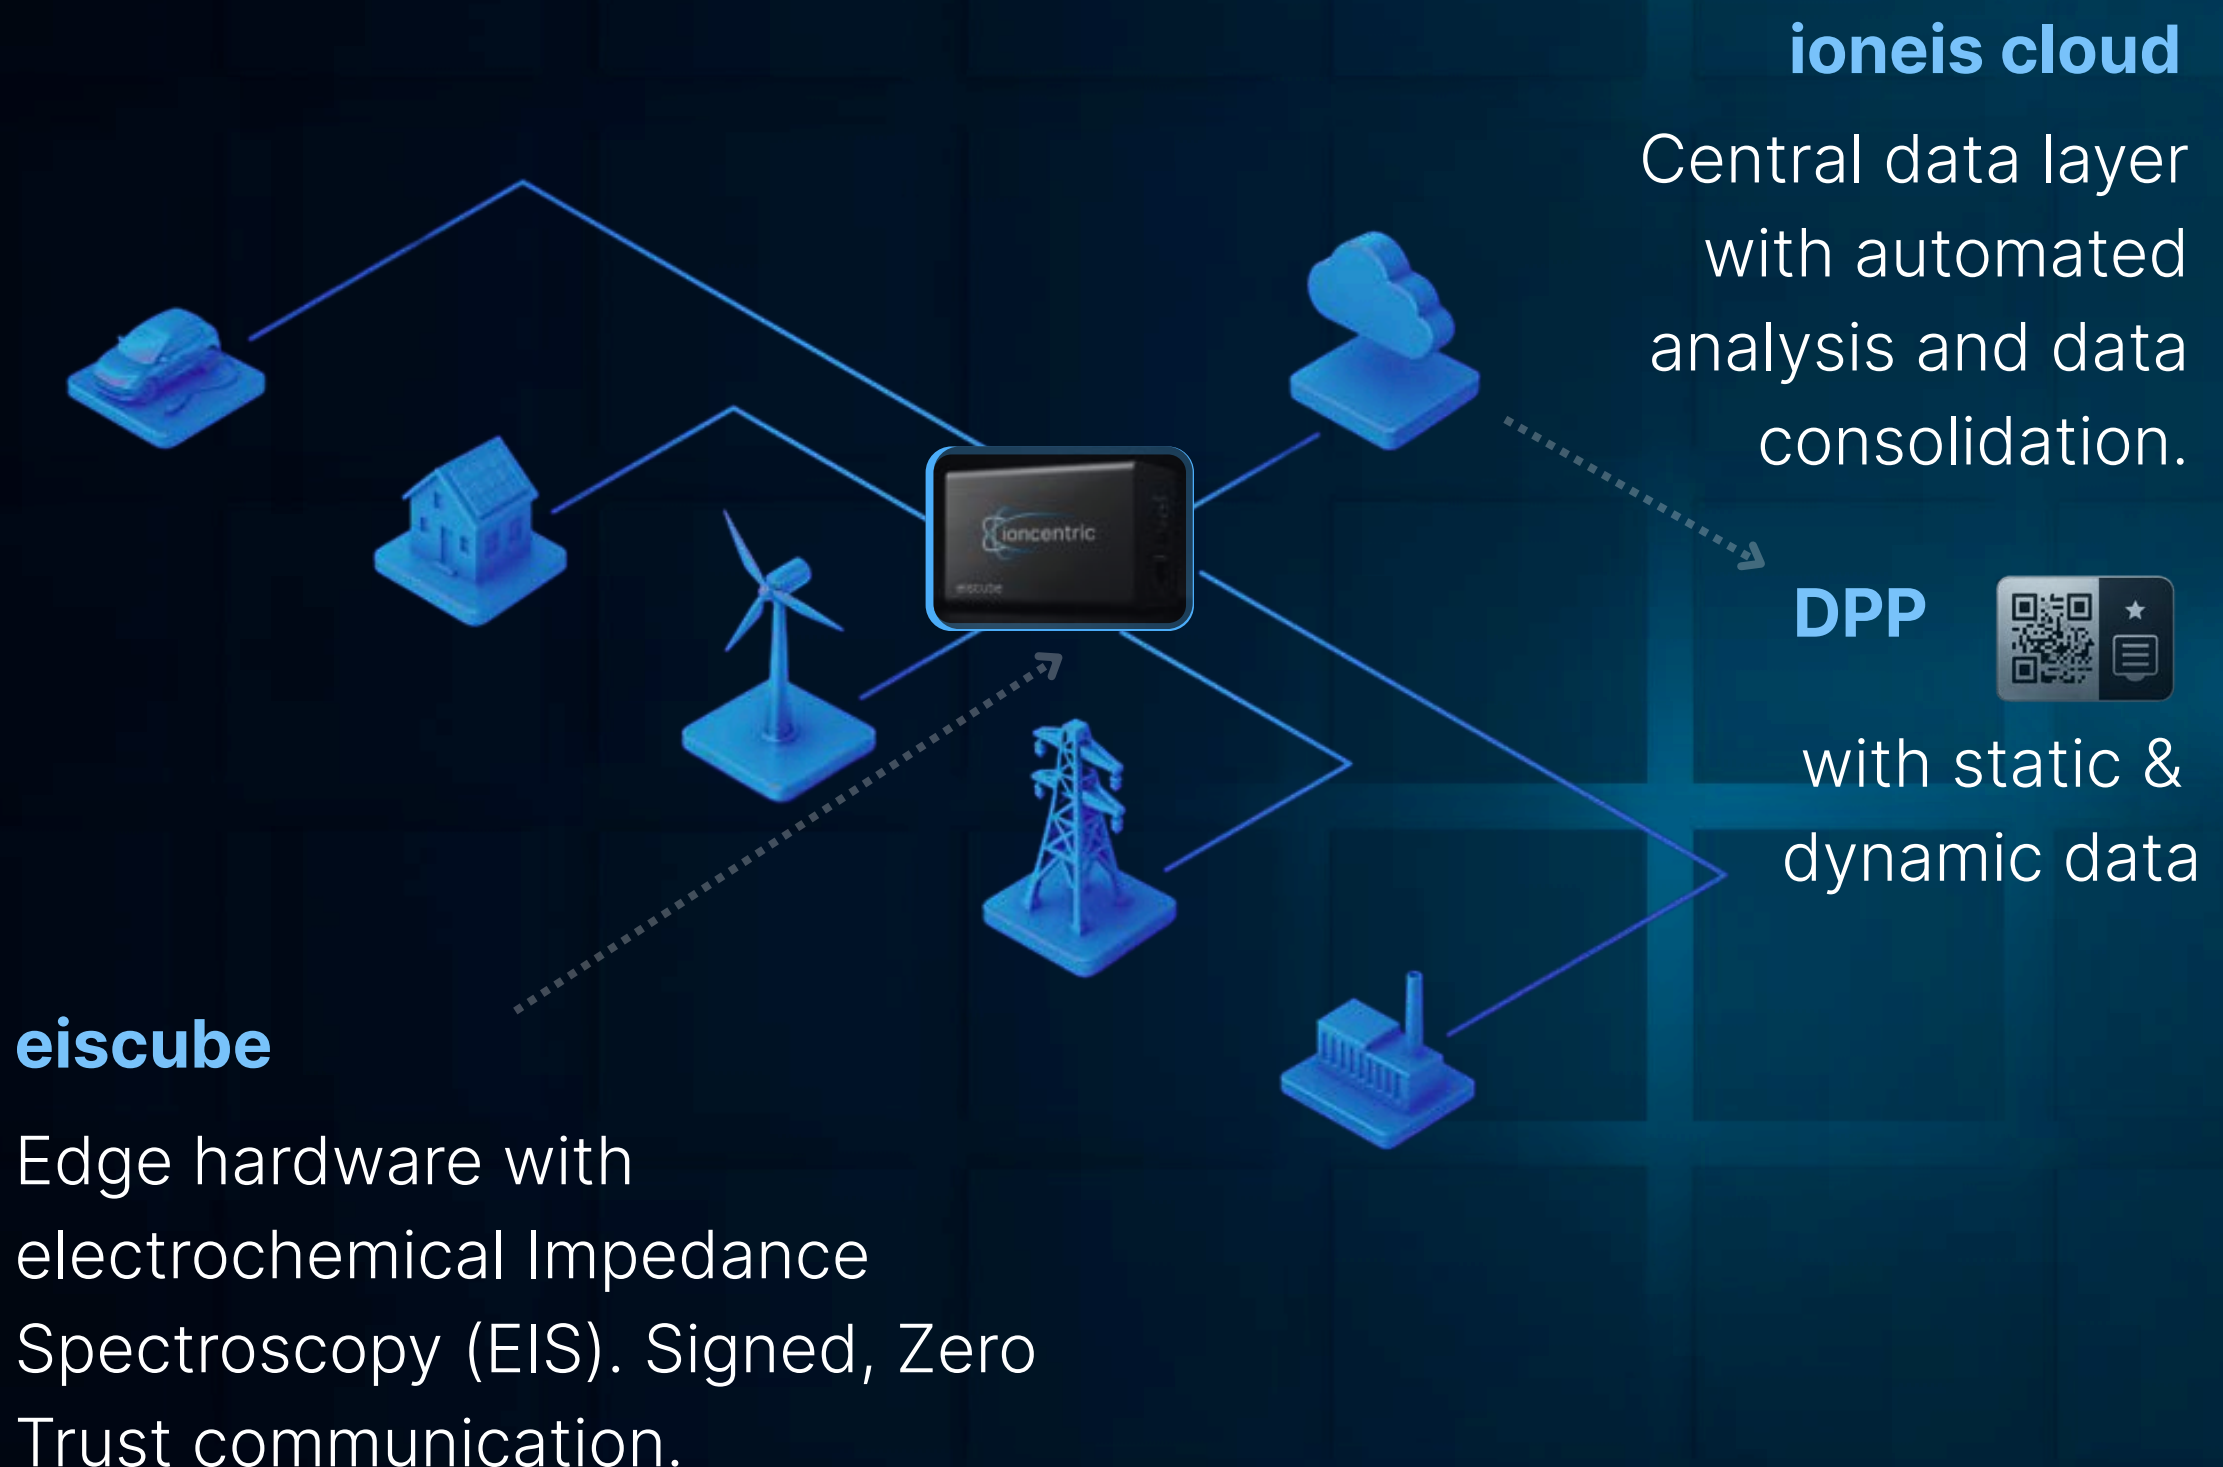 ioneis cloud
Central data layer
with automated
analysis and data
consolidation.
ioncentric
eiscube
DPP
with static &
dynamic data
eiscube
Edge hardware with
electrochemical Impedance
Spectroscopy (EIS). Signed, Zero
Trust communication.